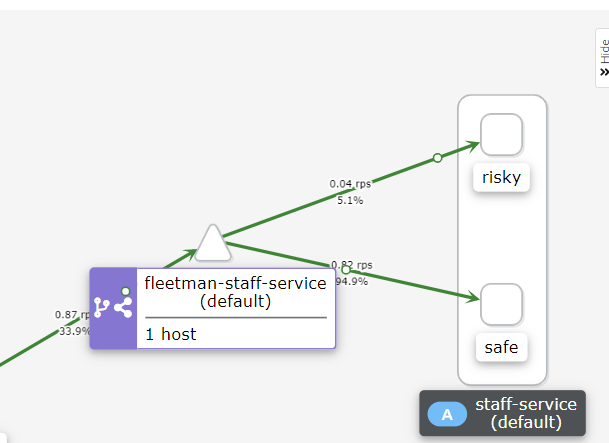 Hide
»
0.04 rps
5.1%
risky
0.82 rps
94.9%
fleetman-staff-service
(default)
1 host
0.87 rp
33.9%
safe
A
staff-service
(default)